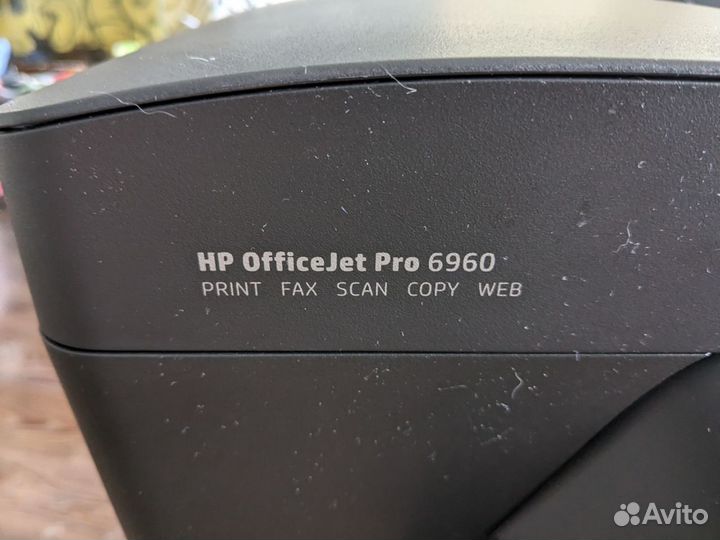 HP OfficeJet Pro 6960
PRINT FAX SCAN COPY WEB
Avito